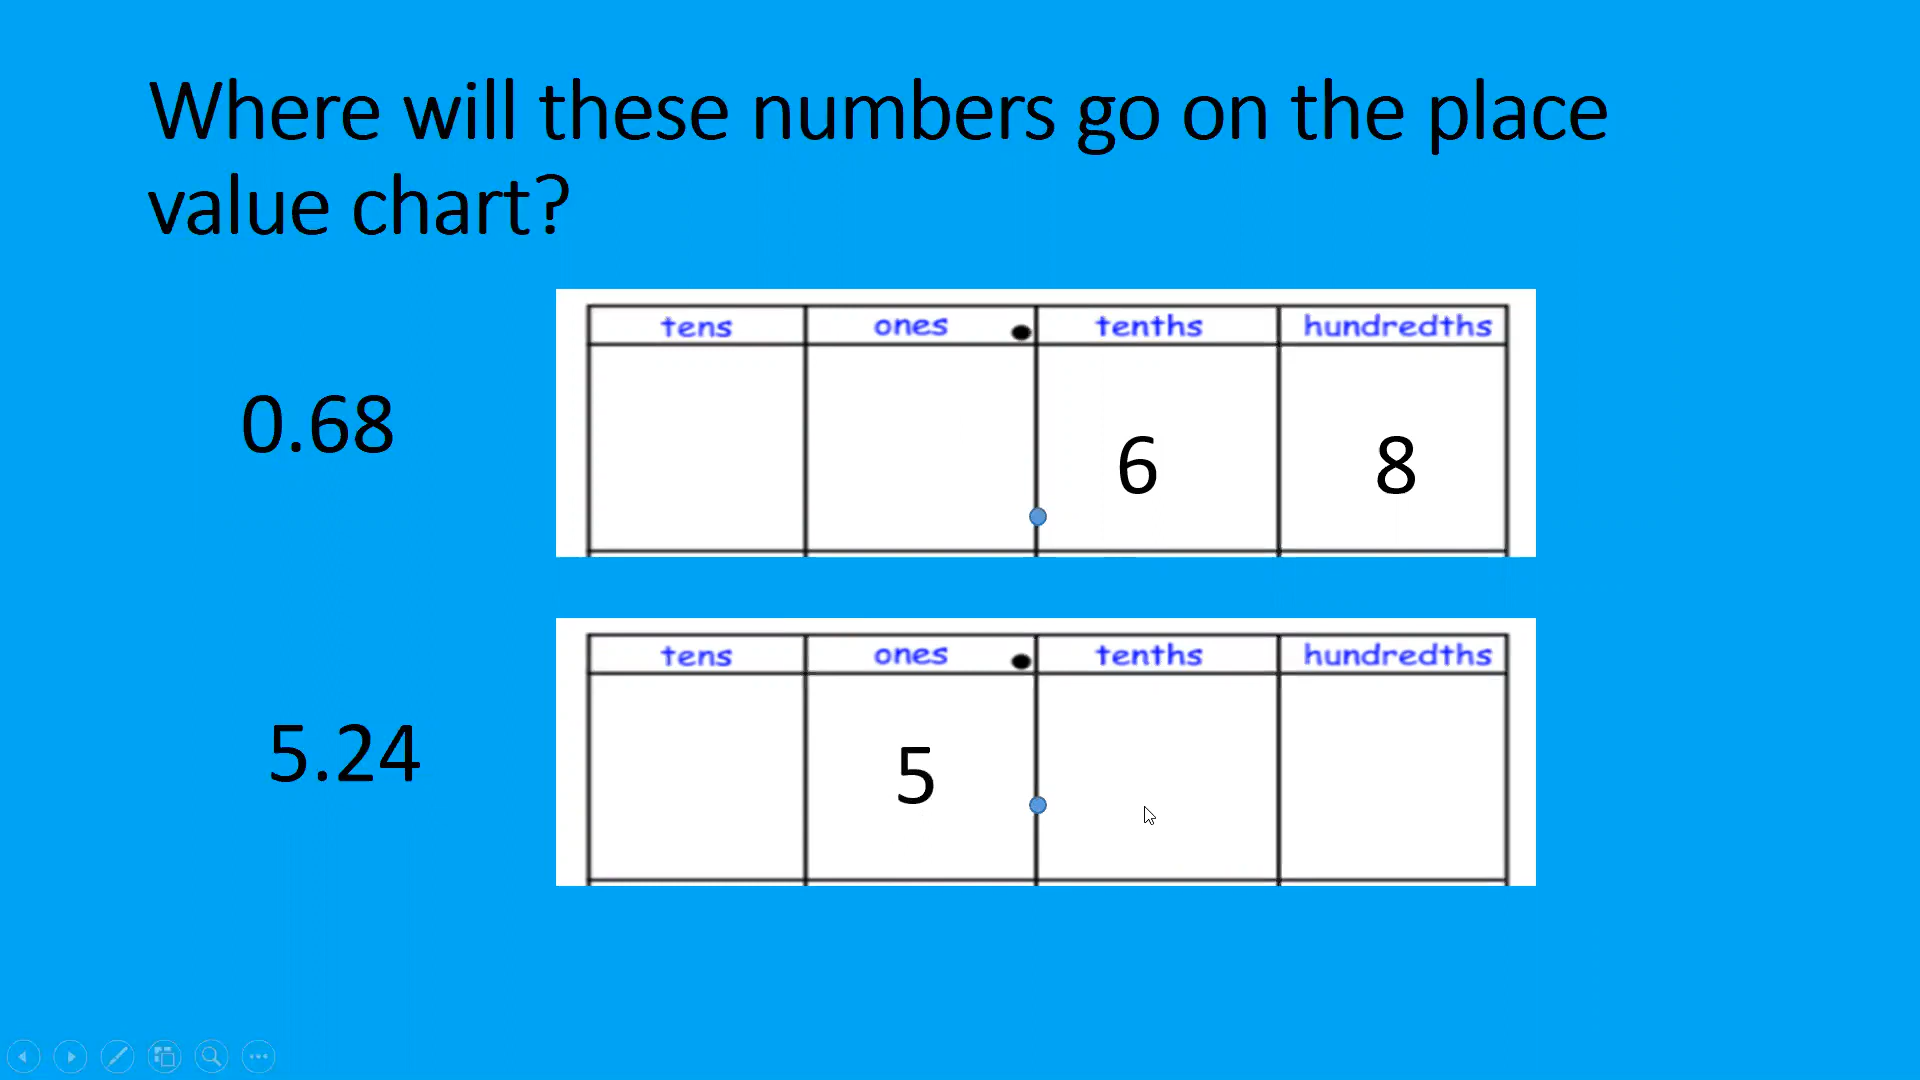 Where will these numbers go on the place
value chart?
tens ones . tenths hundredths
0.68
6 8
tens ones . tenths hundredths
5.24
5